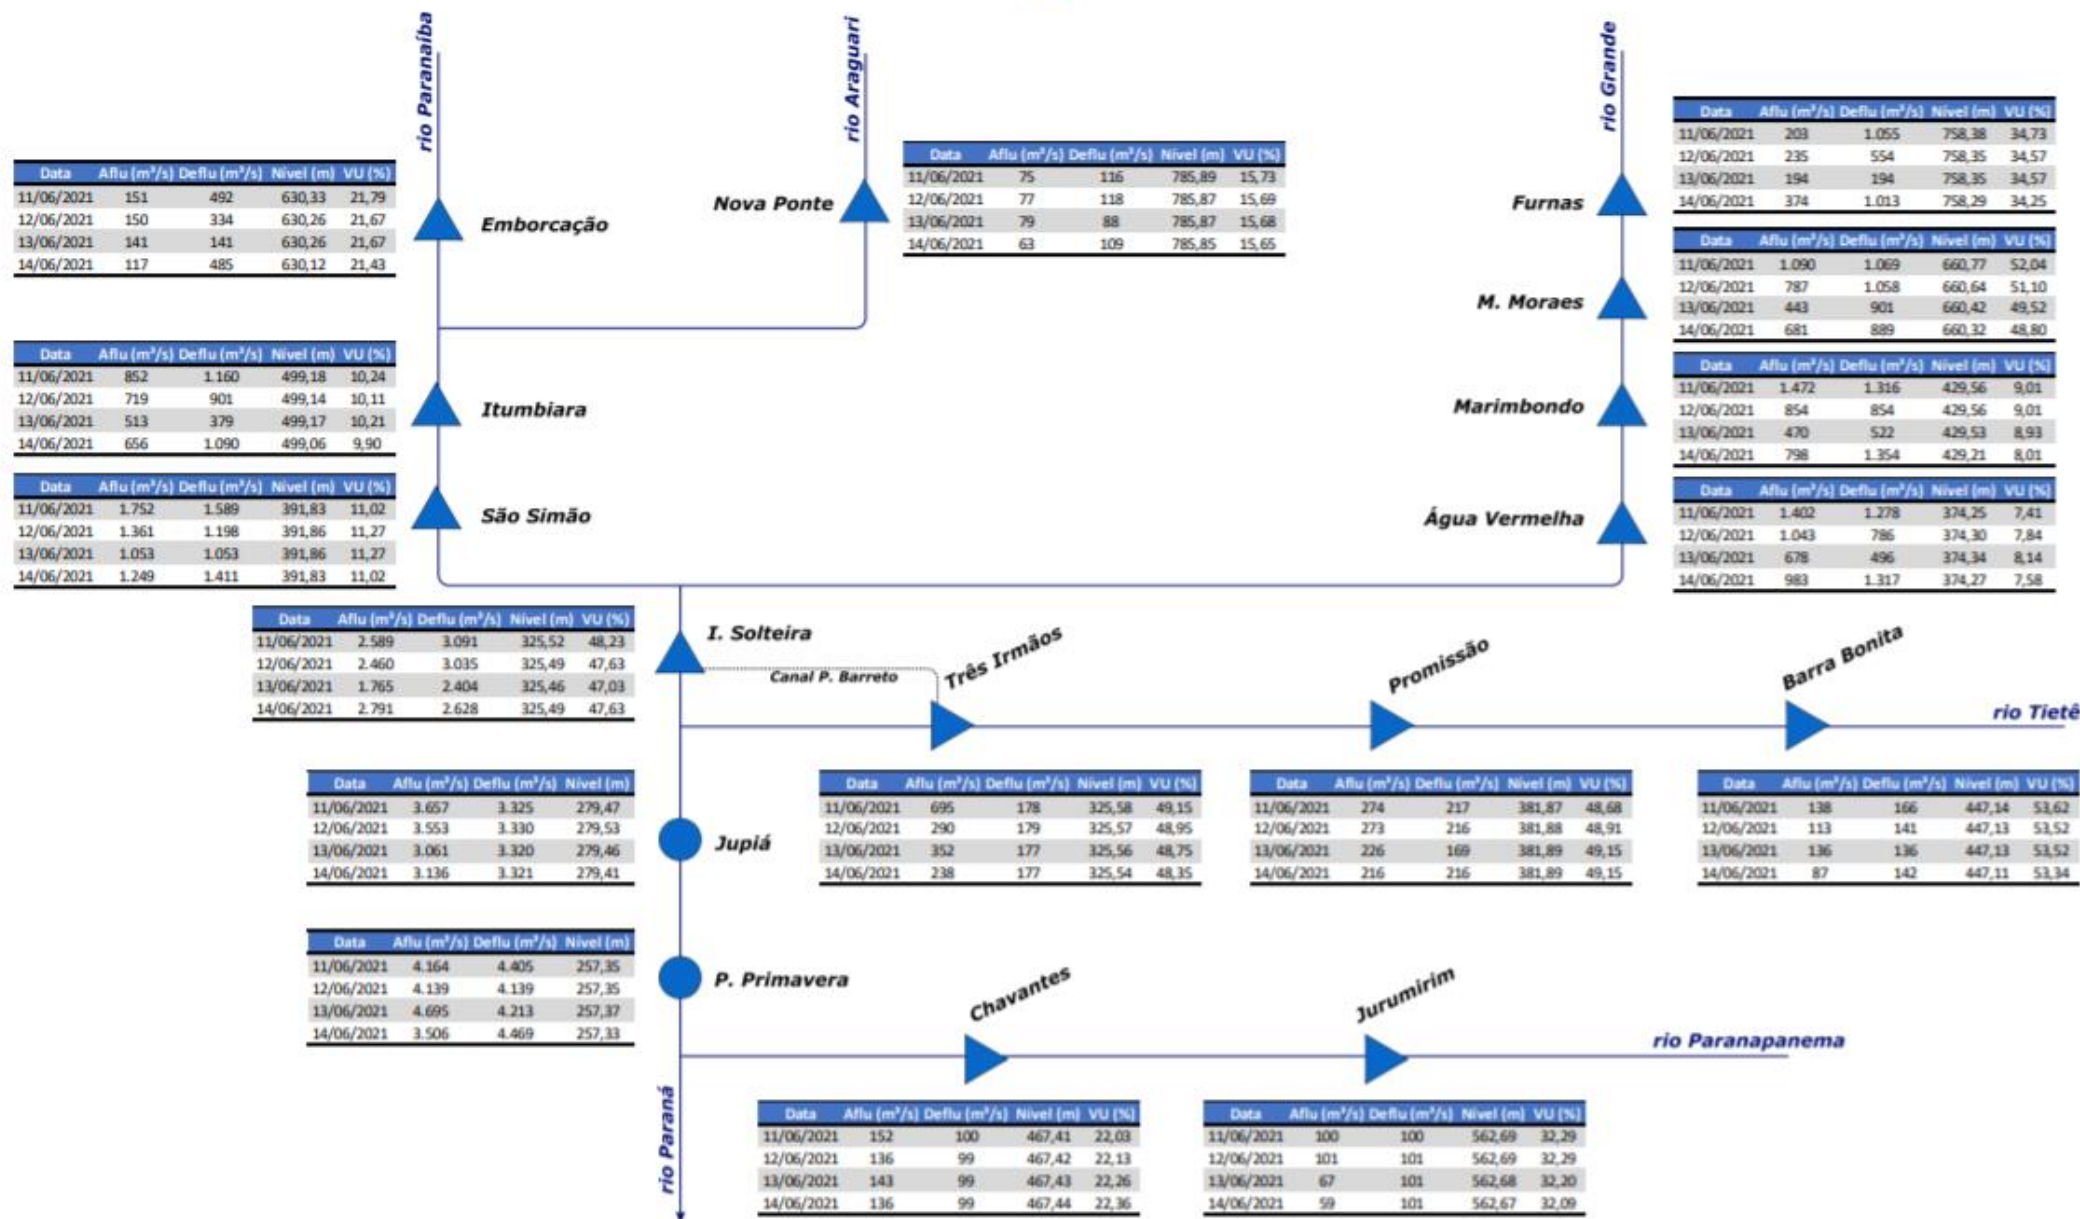 rio Paranaíba
rio Araguari
rio Grande
Data Aflu (m³/s) Deflu (m³/s) Nível (m) VU (%)
11/06/2021 151 492 630,33 21,79
12/06/2021 150 334 630,26 21,67
13/06/2021 141 141 630,26 21,67
14/06/2021 117 485 630,12 21,43
Emborcação
Nova Ponte
Data Aflu (m³/s) Deflu (m³/s) Nível (m) VU (%)
11/06/2021 75 116 785,89 15,73
12/06/2021 77 118 785,87 15,69
13/06/2021 79 88 785,87 15,68
14/06/2021 63 109 785,85 15,65
Furnas
Data Aflu (m³/s) Deflu (m³/s) Nível (m) VU (%)
11/06/2021 203 1.055 758,38 34,73
12/06/2021 235 554 758,35 34,57
13/06/2021 194 194 758,35 34,57
14/06/2021 374 1.013 758,29 34,25
M. Moraes
Data Aflu (m³/s) Deflu (m³/s) Nível (m) VU (%)
11/06/2021 1.090 1.069 660,77 52,04
12/06/2021 787 1.058 660,64 51,10
13/06/2021 443 901 660,42 49,52
14/06/2021 681 889 660,32 48,80
Data Aflu (m³/s) Deflu (m³/s) Nível (m) VU (%)
11/06/2021 852 1.160 499,18 10,24
12/06/2021 719 901 499,14 10,11
13/06/2021 513 379 499,17 10,21
14/06/2021 656 1.090 499,06 9,90
Itumbiara
Marimbondo
Data Aflu (m³/s) Deflu (m³/s) Nível (m) VU (%)
11/06/2021 1.472 1.316 429,56 9,01
12/06/2021 854 854 429,56 9,01
13/06/2021 470 522 429,53 8,93
14/06/2021 798 1.354 429,21 8,01
Data Aflu (m³/s) Deflu (m³/s) Nível (m) VU (%)
11/06/2021 1.752 1.589 391,83 11,02
12/06/2021 1.361 1.198 391,86 11,27
13/06/2021 1.053 1.053 391,86 11,27
14/06/2021 1.249 1.411 391,83 11,02
São Simão
Água Vermelha
Data Aflu (m³/s) Deflu (m³/s) Nível (m) VU (%)
11/06/2021 1.402 1.278 374,25 7,41
12/06/2021 1.043 786 374,30 7,84
13/06/2021 678 496 374,34 8,14
14/06/2021 983 1.317 374,27 7,58
Data Aflu (m³/s) Deflu (m³/s) Nível (m) VU (%)
11/06/2021 2.589 3.091 325,52 48,23
12/06/2021 2.460 3.035 325,49 47,63
13/06/2021 1.765 2.404 325,46 47,03
14/06/2021 2.791 2.628 325,49 47,63
I. Solteira
Canal P. Barreto
Três Irmãos
Promissão
Barra Bonita
rio Tietê
Data Aflu (m³/s) Deflu (m³/s) Nível (m)
11/06/2021 3.657 3.325 279,47
12/06/2021 3.553 3.330 279,53
13/06/2021 3.061 3.320 279,46
14/06/2021 3.136 3.321 279,41
Jupiá
Data Aflu (m³/s) Deflu (m³/s) Nível (m) VU (%)
11/06/2021 695 178 325,58 49,15
12/06/2021 290 179 325,57 48,95
13/06/2021 352 177 325,56 48,75
14/06/2021 238 177 325,54 48,35
Data Aflu (m³/s) Deflu (m³/s) Nível (m) VU (%)
11/06/2021 274 217 381,87 48,68
12/06/2021 273 216 381,88 48,91
13/06/2021 226 169 381,89 49,15
14/06/2021 216 216 381,89 49,15
Data Aflu (m³/s) Deflu (m³/s) Nível (m) VU (%)
11/06/2021 138 166 447,14 53,62
12/06/2021 113 141 447,13 53,52
13/06/2021 136 136 447,13 53,52
14/06/2021 87 142 447,11 53,34
Data Aflu (m³/s) Deflu (m³/s) Nível (m)
11/06/2021 4.164 4.405 257,35
12/06/2021 4.139 4.139 257,35
13/06/2021 4.695 4.213 257,37
14/06/2021 3.506 4.469 257,33
P. Primavera
Chavantes
Jurumirim
rio Paranapanema
rio Paraná
Data Aflu (m³/s) Deflu (m³/s) Nível (m) VU (%)
11/06/2021 152 100 467,41 22,03
12/06/2021 136 99 467,42 22,13
13/06/2021 143 99 467,43 22,26
14/06/2021 136 99 467,44 22,36
Data Aflu (m³/s) Deflu (m³/s) Nível (m) VU (%)
11/06/2021 100 100 562,69 32,29
12/06/2021 101 101 562,69 32,29
13/06/2021 67 101 562,68 32,20
14/06/2021 59 101 562,67 32,09